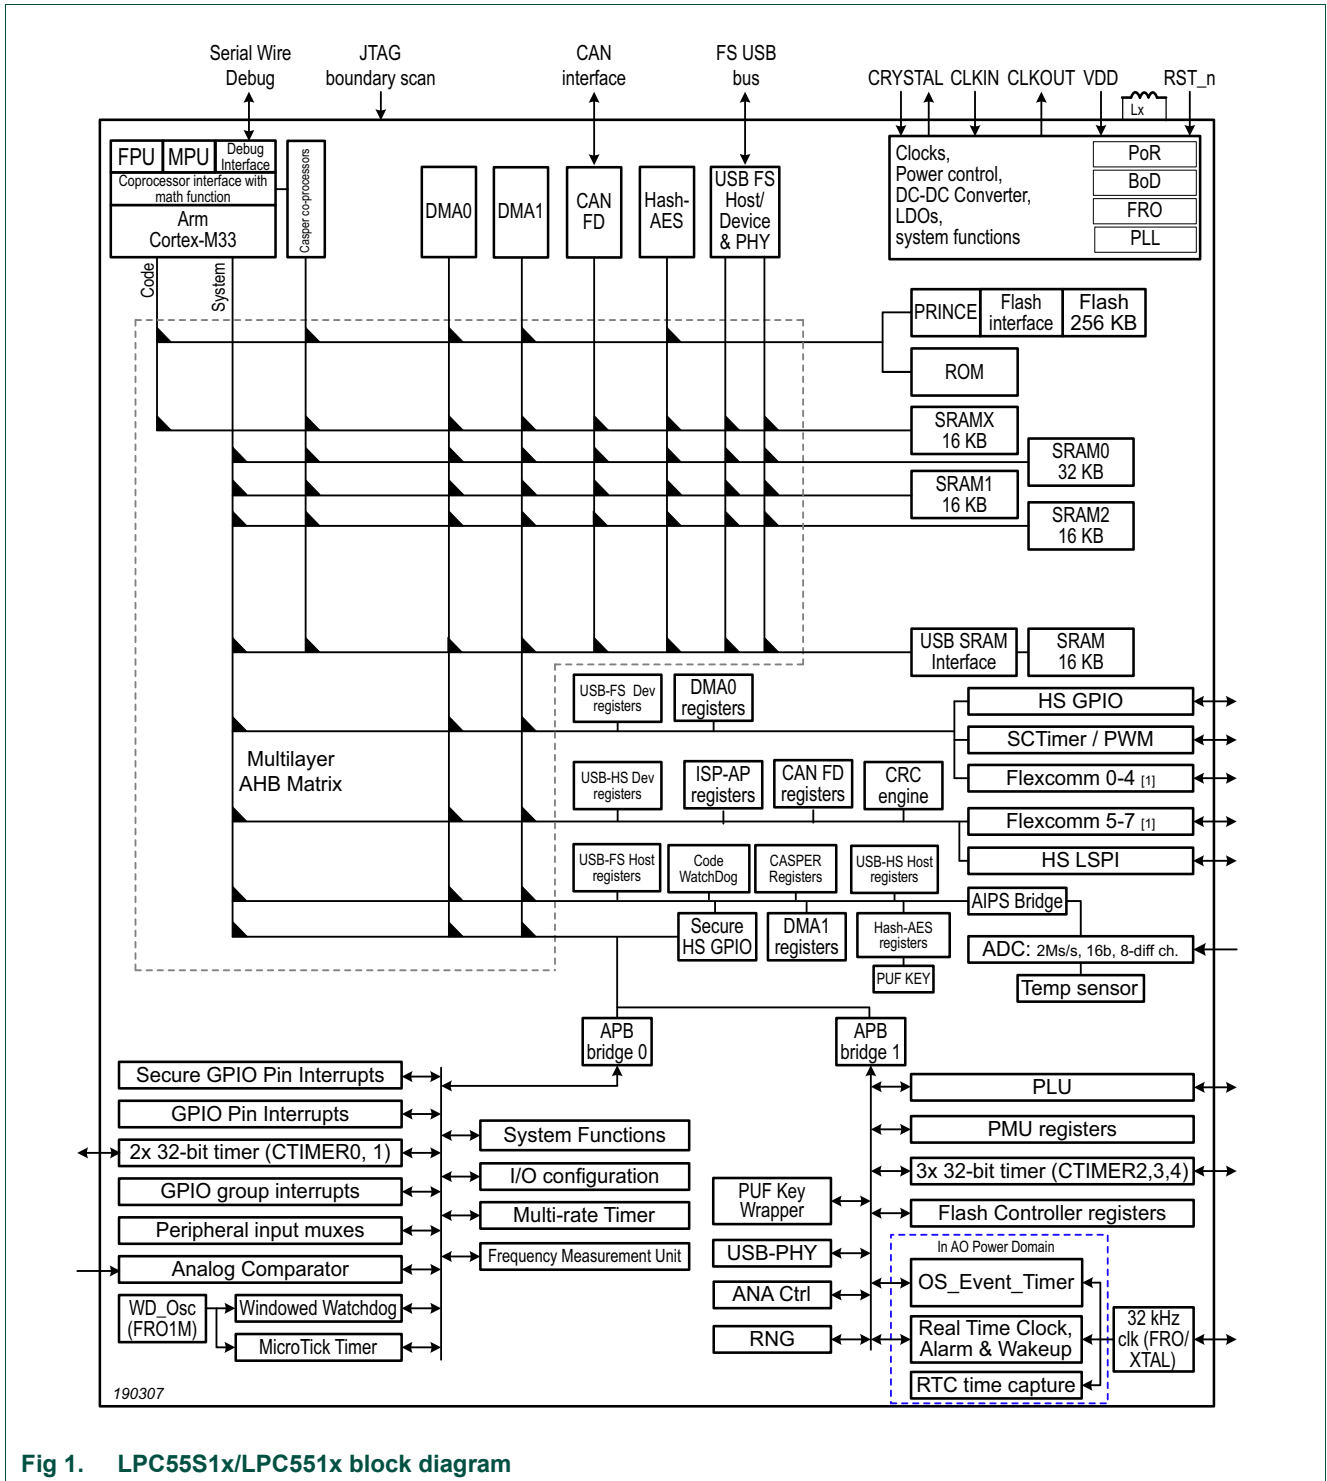 Serial Wire
Debug
JTAG
boundary scan
CAN
interface
FS USB
bus
CRYSTAL CLKIN CLKOUT VDD RST_n
Lx
FPU
MPU
Debug
Interface
Coprocessor interface with
math function
Arm
Cortex-M33
Casper co-processors
DMA0
DMA1
CAN
FD
Hash-
AES
USB FS
Host/
Device
& PHY
Clocks,
Power control,
DC-DC Converter,
LDOs,
system functions
PoR
BoD
FRO
PLL
Code
System
PRINCE
Flash
interface
Flash
256 KB
ROM
SRAMX
16 KB
SRAM0
32 KB
SRAM1
16 KB
SRAM2
16 KB
USB SRAM
Interface
SRAM
16 KB
USB-FS Dev
registers
DMA0
registers
HS GPIO
SCTimer / PWM
Flexcomm 0-4 [1]
Multilayer
AHB Matrix
USB-HS Dev
registers
ISP-AP
registers
CAN FD
registers
CRC
engine
Flexcomm 5-7 [1]
HS LSPI
USB-FS Host
registers
Code
WatchDog
CASPER
Registers
USB-HS Host
registers
AIPS Bridge
Secure
HS GPIO
DMA1
registers
Hash-AES
registers
PUF KEY
ADC: 2Ms/s, 16b, 8-diff ch.
Temp sensor
APB
bridge 0
APB
bridge 1
Secure GPIO Pin Interrupts
GPIO Pin Interrupts
2x 32-bit timer (CTIMER0, 1)
GPIO group interrupts
Peripheral input muxes
Analog Comparator
WD_Osc
(FRO1M)
Windowed Watchdog
MicroTick Timer
System Functions
I/O configuration
Multi-rate Timer
Frequency Measurement Unit
PUF Key
Wrapper
USB-PHY
ANA Ctrl
RNG
PLU
PMU registers
3x 32-bit timer (CTIMER2,3,4)
Flash Controller registers
In AO Power Domain
OS_Event_Timer
Real Time Clock,
Alarm & Wakeup
RTC time capture
32 kHz
clk (FRO/
XTAL)
190307
Fig 1. LPC55S1x/LPC551x block diagram